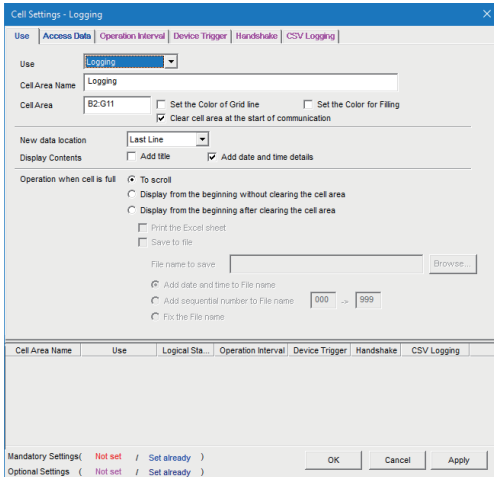 Cell Settings - Logging
Use Access Data Operation Interval Device Trigger Handshake CSV Logging
Use Logging
Cell Area Name Logging
Cell Area B2:G11 Set the Color of Grid line Set the Color for Filling
Clear cell area at the start of communication
New data location Last Line
Display Contents Add title Add date and time details
Operation when cell is full To scroll
Display from the beginning without clearing the cell area
Display from the beginning after clearing the cell area
Print the Excel sheet
Save to file
File name to save Browse...
Add date and time to File name
Add sequential number to File name 000 -> 999
Fix the File name
Cell Area Name Use Logical Sta... Operation Interval Device Trigger Handshake CSV Logging
Mandatory Settings( Not set / Set already ) OK Cancel Apply
Optional Settings ( Not set / Set already )